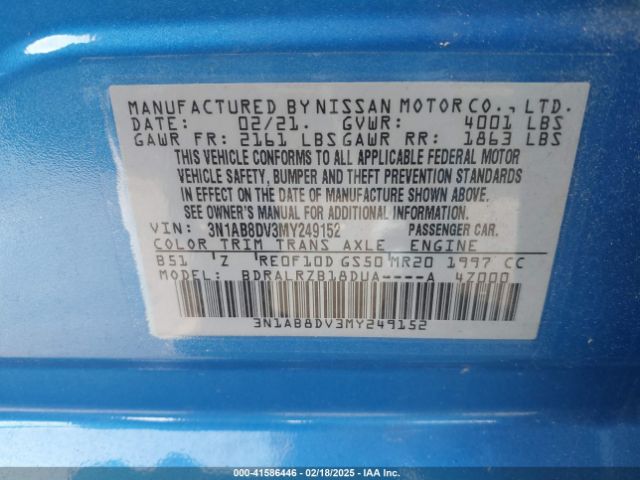 MANUFACTURED BY NISSAN MOTOR CO., LTD.
DATE: 02/21. GVWR: 4001 LBS
GAWR FR: 2161 LBS GAWR RR: 1863 LBS
THIS VEHICLE CONFORMS TO ALL APPLICABLE FEDERAL MOTOR
VEHICLE SAFETY, BUMPER AND THEFT PREVENTION STANDARDS
IN EFFECT ON THE DATE OF MANUFACTURE SHOWN ABOVE.
SEE OWNER'S MANUAL FOR ADDITIONAL INFORMATION
VIN: 3N1AB8DV3MY249152 PASSENGER CAR.
COLOR TRIM TRANS AXLE ENGINE
B51 Z RE0F10D GS50 MR20 1997 CC
MODEL: BDRALRZB18DUA----A 4Z000
3N1AB8DV3MY249152
000-41586446 - 02/18/2025 - IAA Inc.